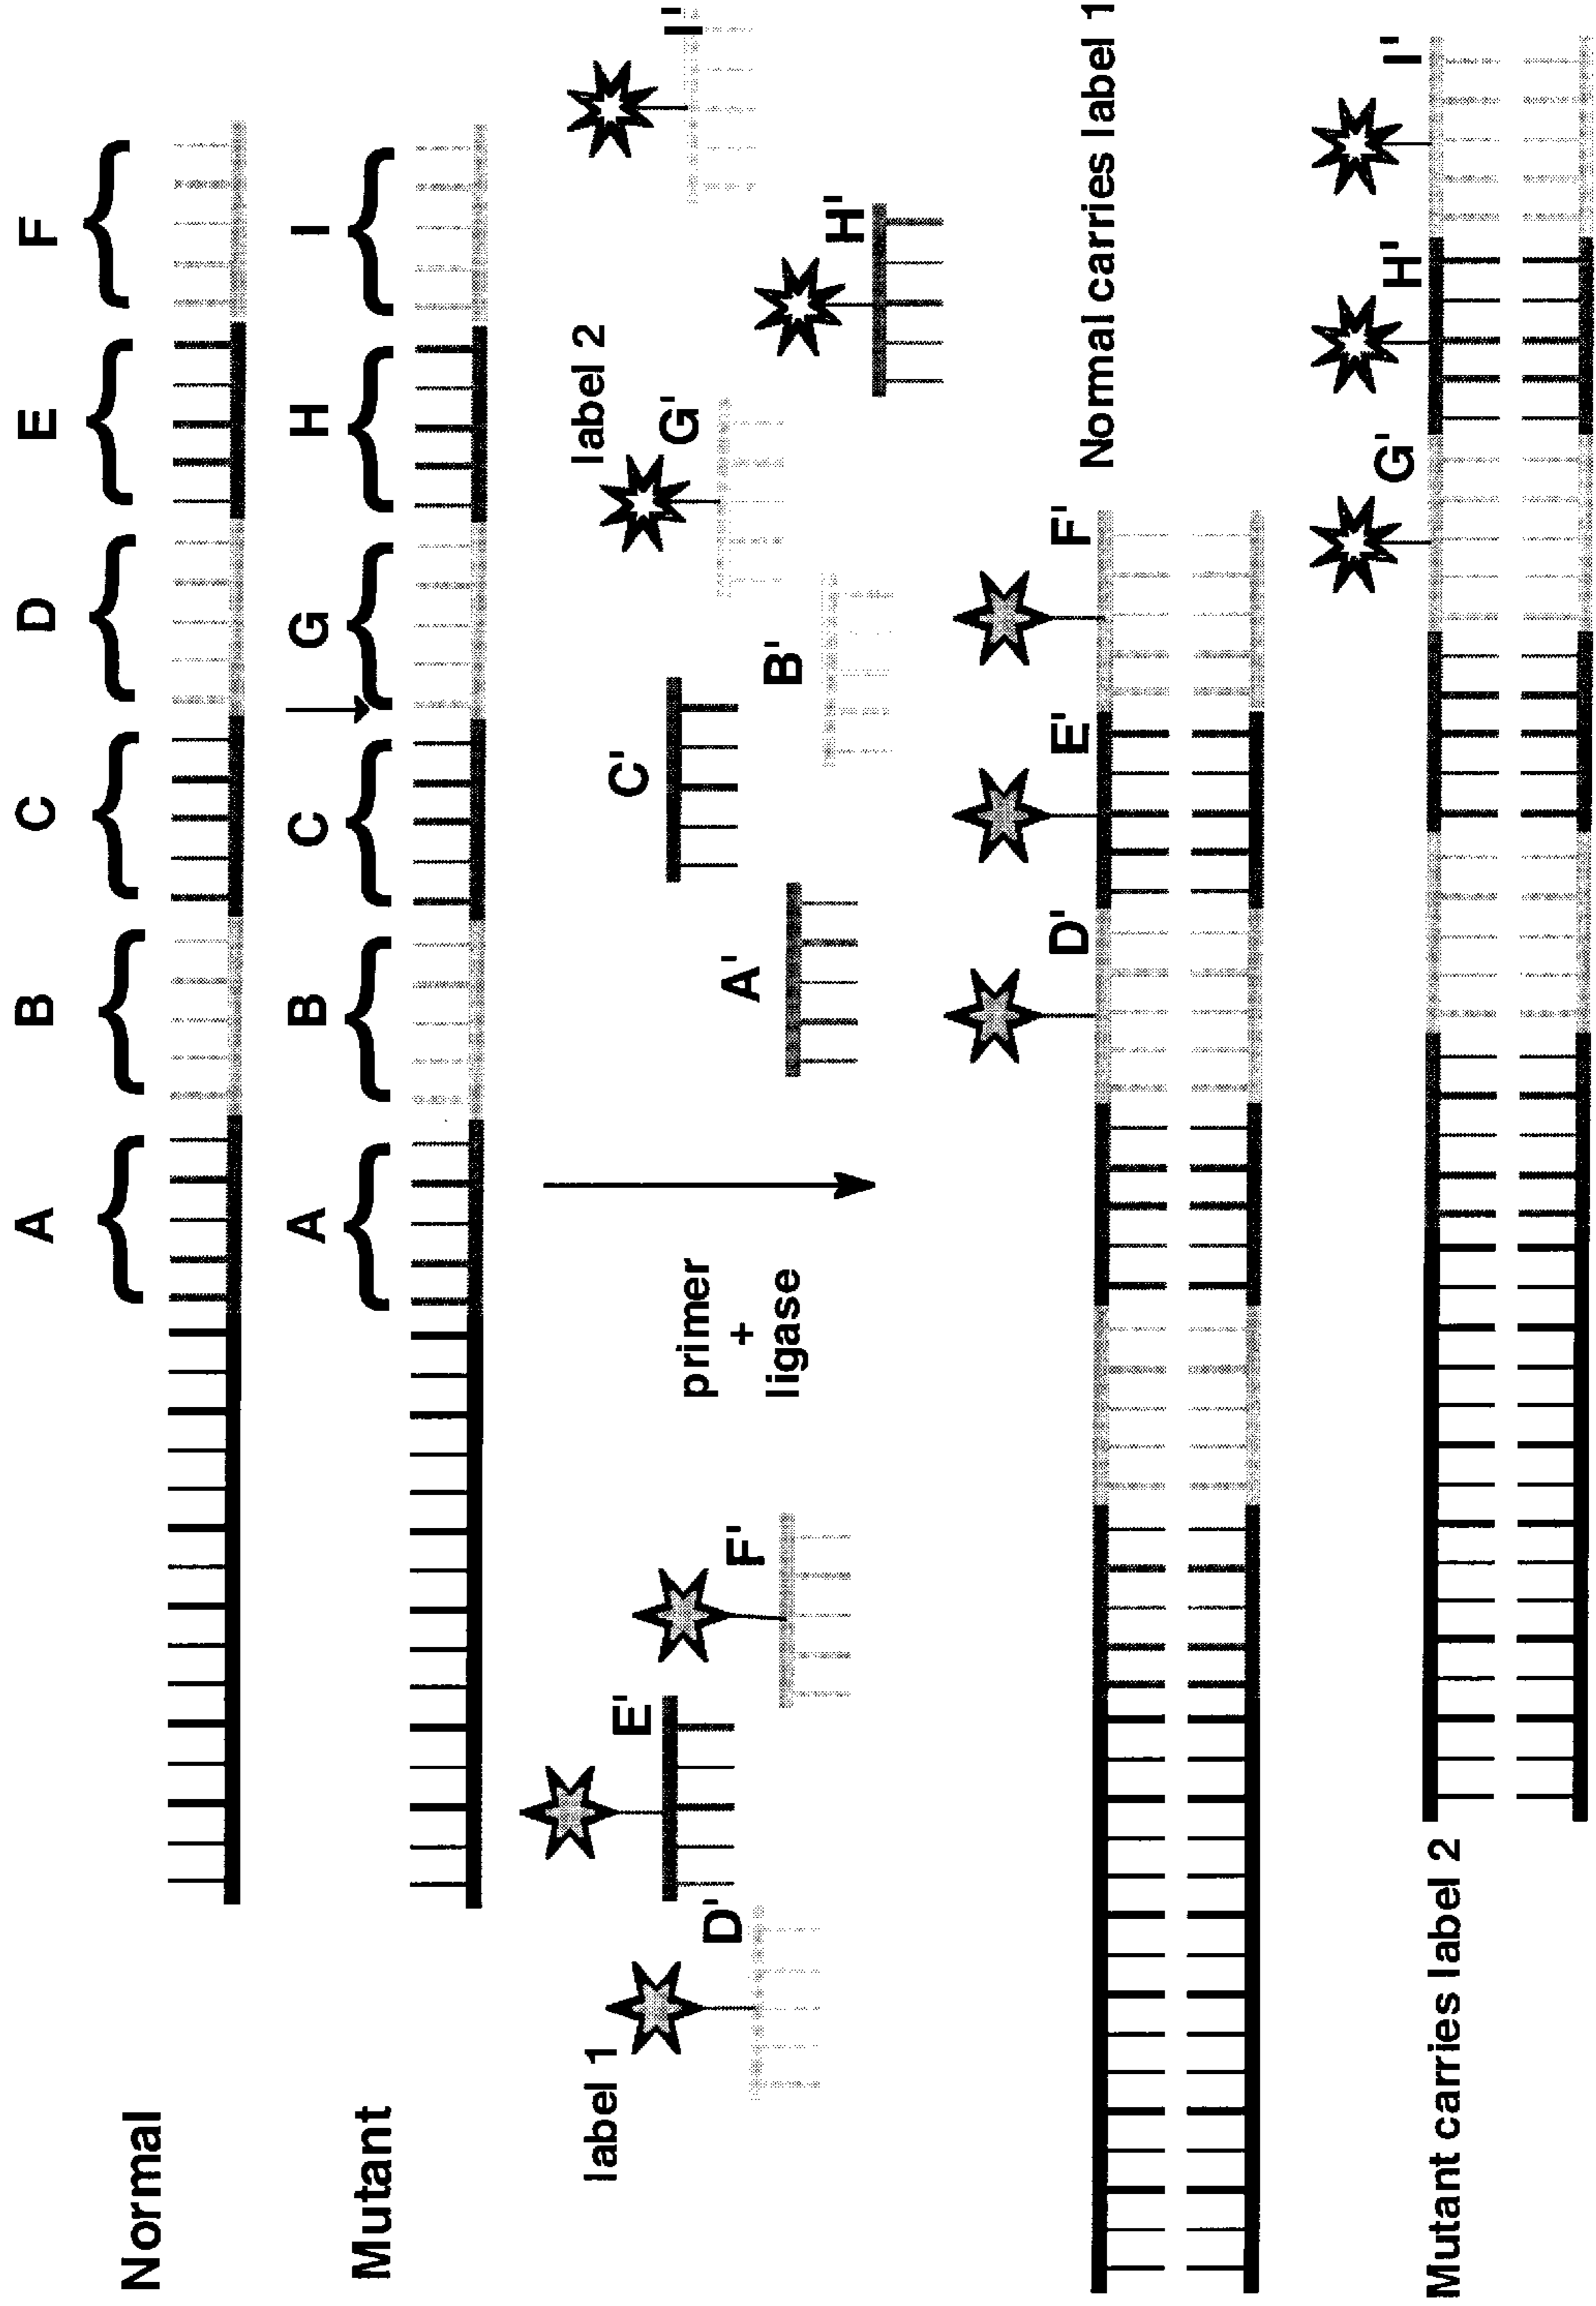 A B C D E F
Normal
A B C G H I
Mutant
label 1
D'
E'
F'
primer
+
ligase
A'
C'
B'
label 2
G'
H'
I'
D' E' F'
Normal carries label 1
G' H' I'
Mutant carries label 2